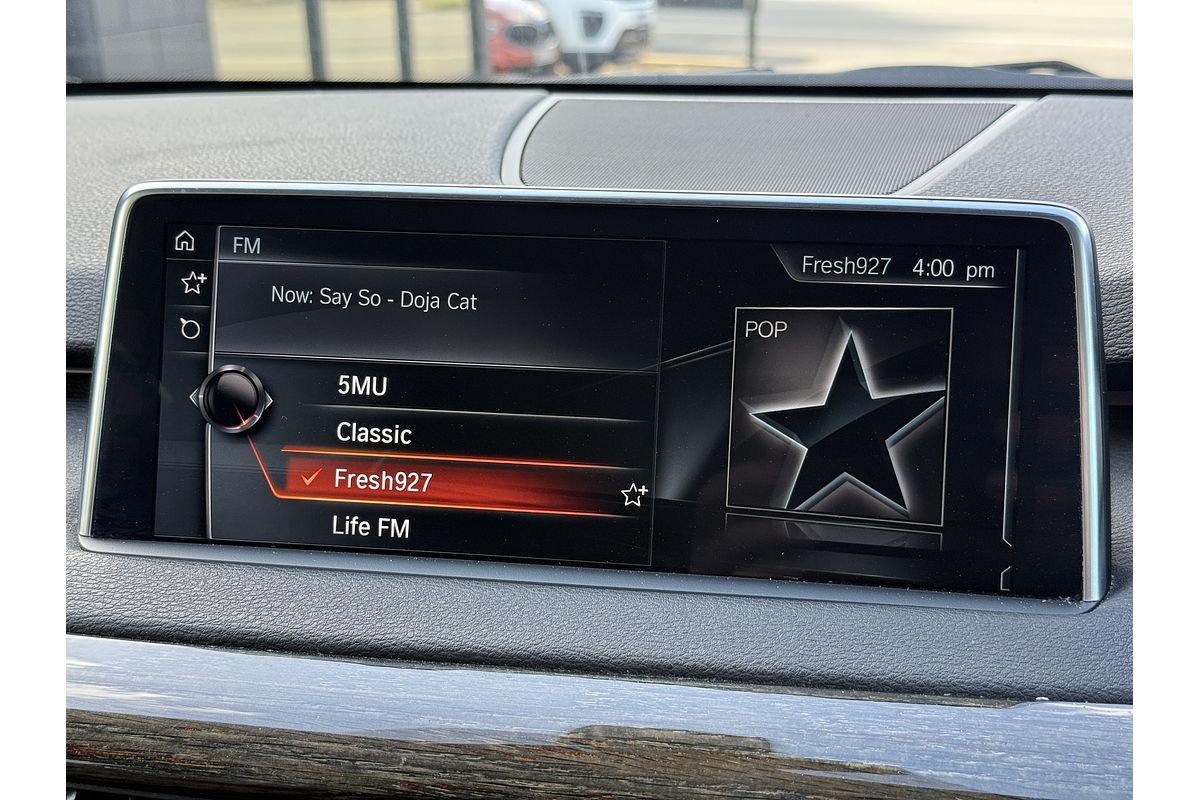 FM
Fresh927 4:00 pm
Now: Say So - Doja Cat
POP
5MU
Classic
Fresh927
Life FM